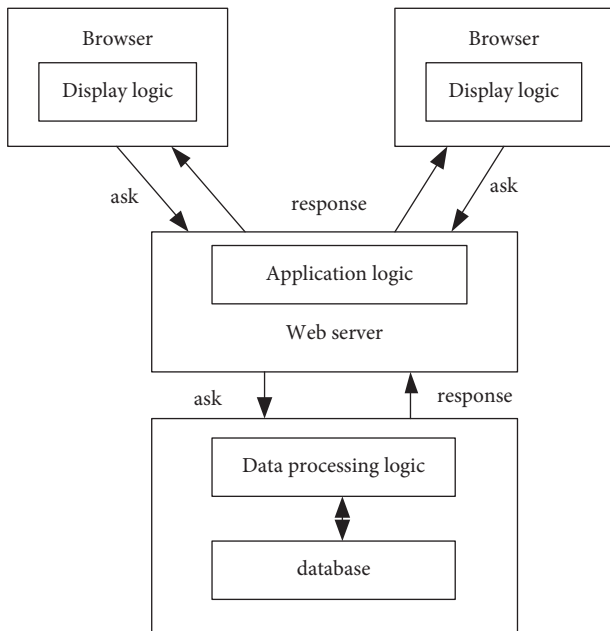 Browser
Display logic
Browser
Display logic
ask
response
ask
Application logic
Web server
ask
response
Data processing logic
database